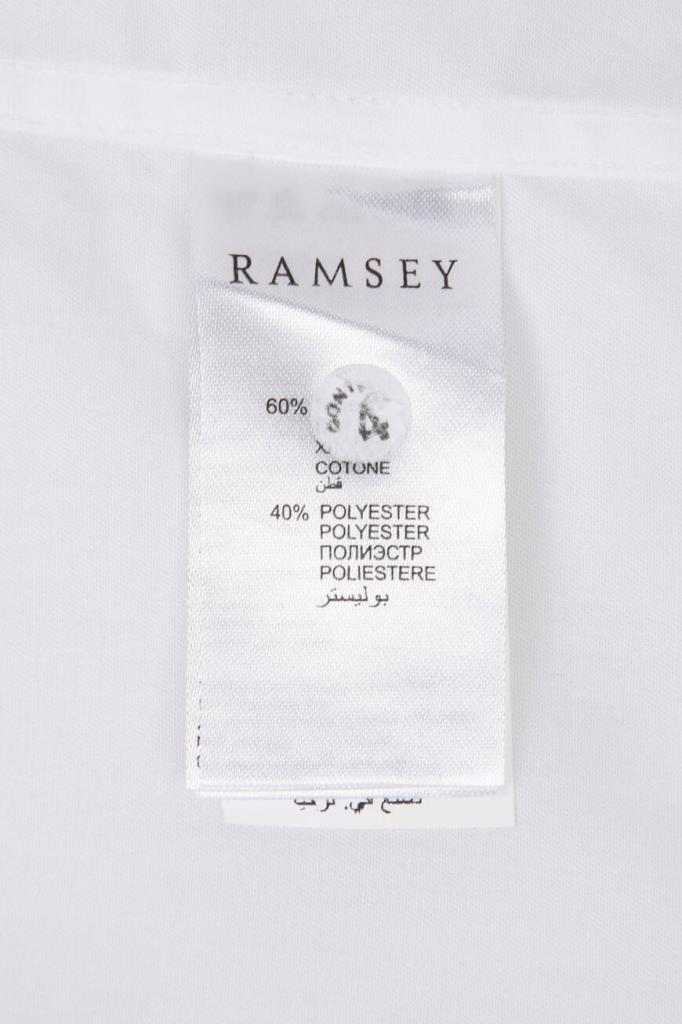 RAMSEY
60%
COTONE
قطن
40% POLYESTER
POLYESTER
ПОЛИЭСТР
POLIESTERE
بوليستر